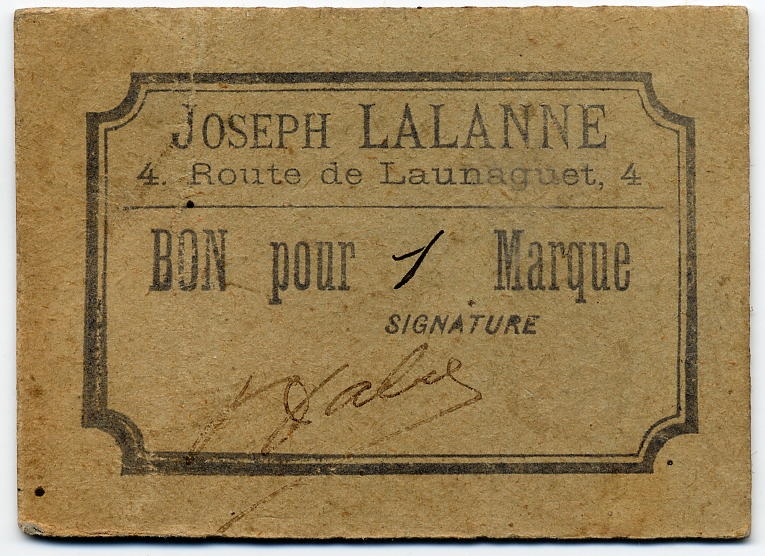 JOSEPH LALANNE
4. Route de Launaguet, 4
BON pour 1 Marque
SIGNATURE